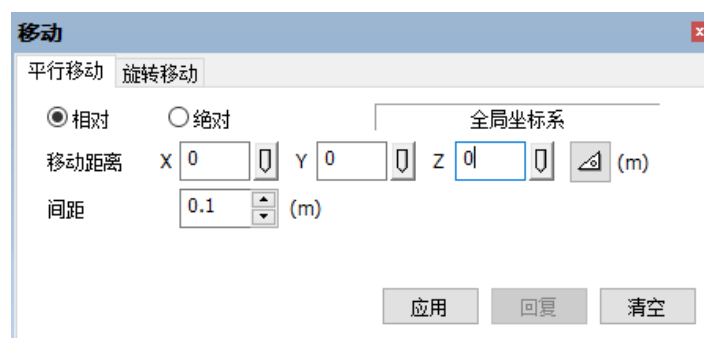 移动
平行移动 旋转移动
相对 绝对 全局坐标系
移动距离 X 0 Y 0 Z 0 (m)
间距 0.1 (m)
应用 回复 清空